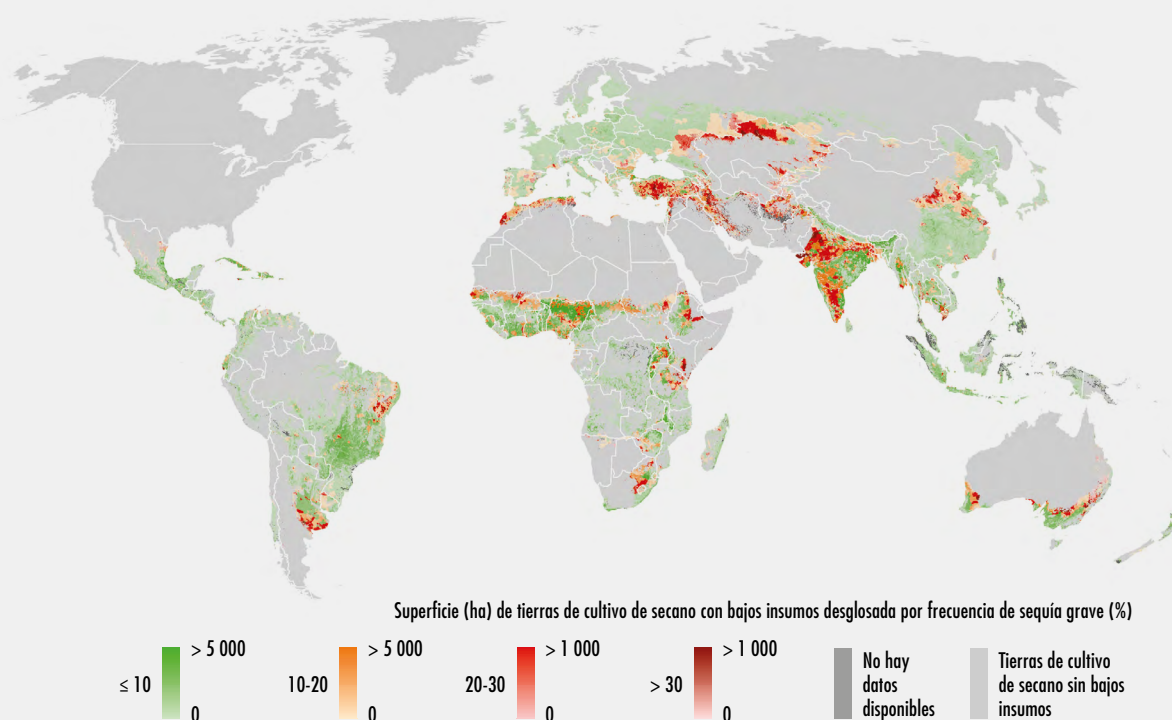 Superficie (ha) de tierras de cultivo de secano con bajos insumos desglosada por frecuencia de sequía grave (%)
≤ 10
> 5 000
0
10-20
> 5 000
0
20-30
> 1 000
0
> 30
> 1 000
0
No hay
datos
disponibles
Tierras de cultivo
de secano sin bajos
insumos